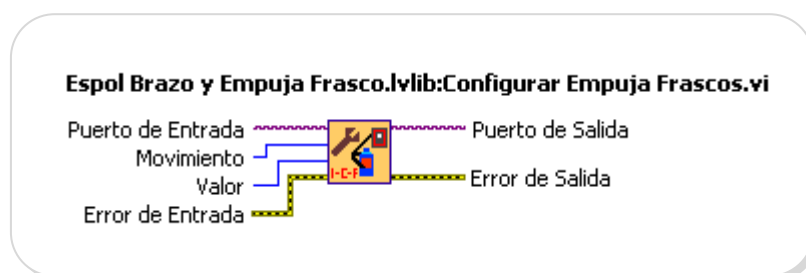 Espol Brazo y Empuja Frasco.lvlib:Configurar Empuja Frascos.vi
Puerto de Entrada
Puerto de Salida
Movimiento
Valor
I-C-F
Error de Salida
Error de Entrada